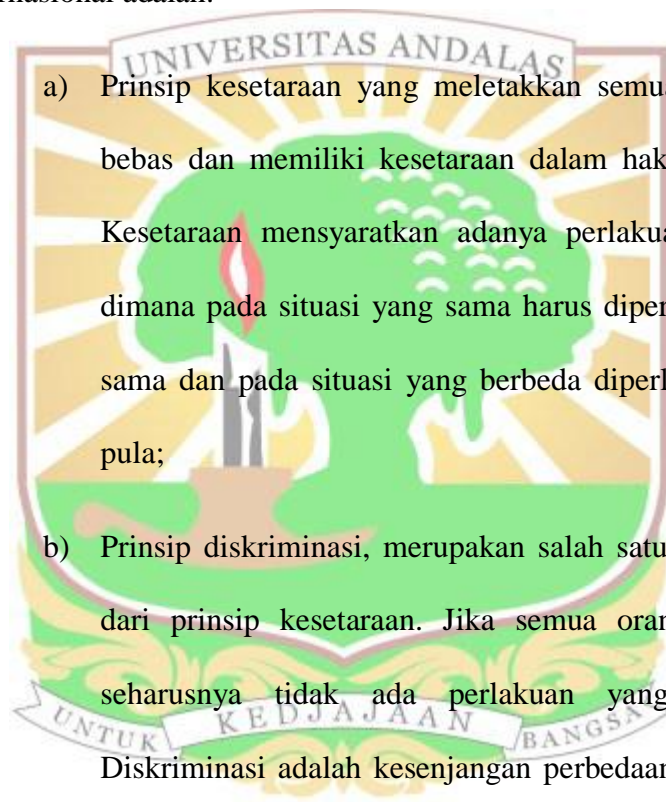 rnasional adalah:
UNIVERSITAS ANDALAS
a) Prinsip kesetaraan yang meletakkan semua
bebas dan memiliki kesetaraan dalam hak
Kesetaraan mensyaratkan adanya perlakua
dimana pada situasi yang sama harus diper
sama dan pada situasi yang berbeda diperl
pula;
b) Prinsip diskriminasi, merupakan salah satu
dari prinsip kesetaraan. Jika semua oran
seharusnya tidak ada perlakuan yang
UNTUK KEDJAJAAN BANGSA
Diskriminasi adalah kesenjangan perbedaan